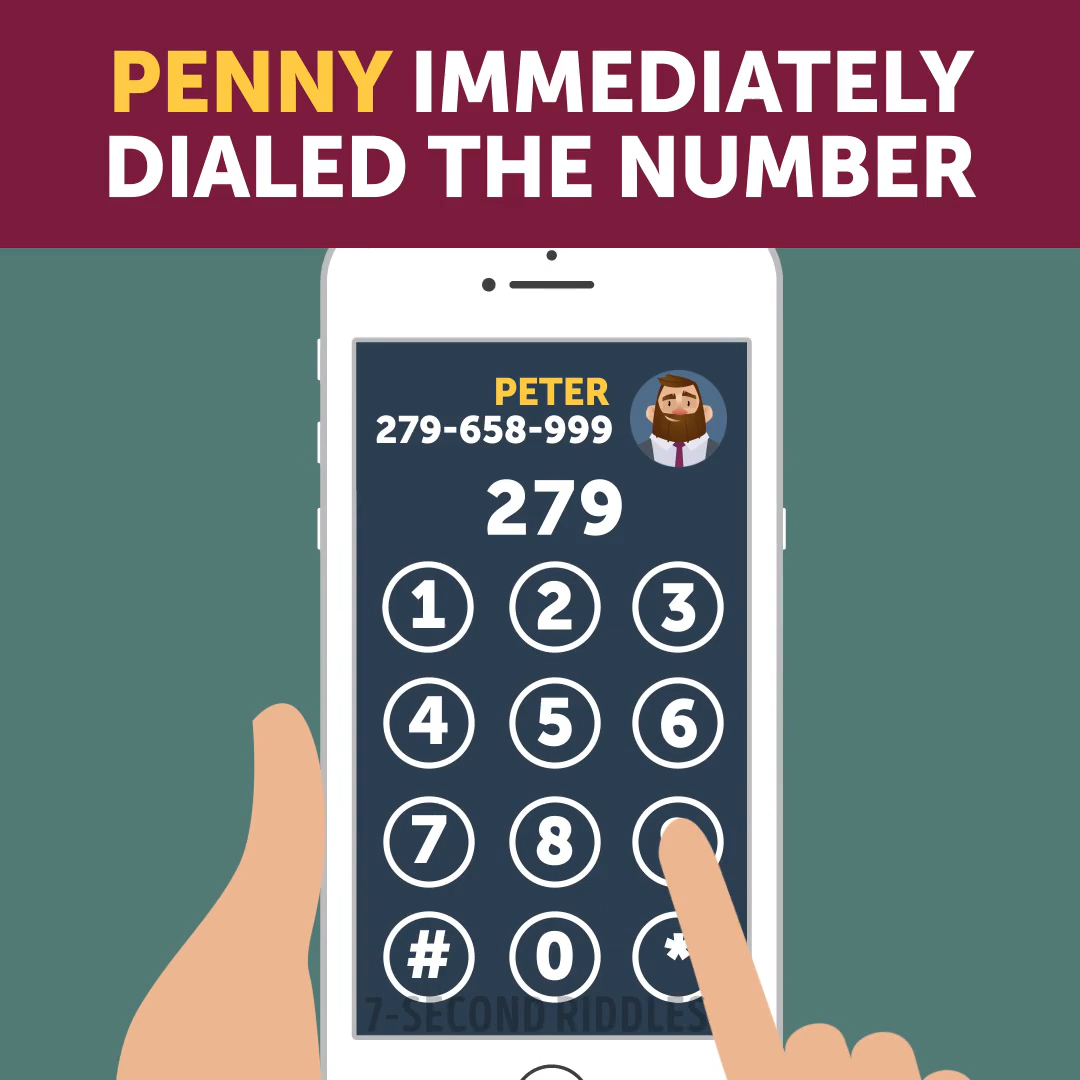 PENNY IMMEDIATELY
DIALED THE NUMBER
PETER
279-658-999
279
1 2 3
4 5 6
7 8
# 0 *
7-SECOND RIDDLES